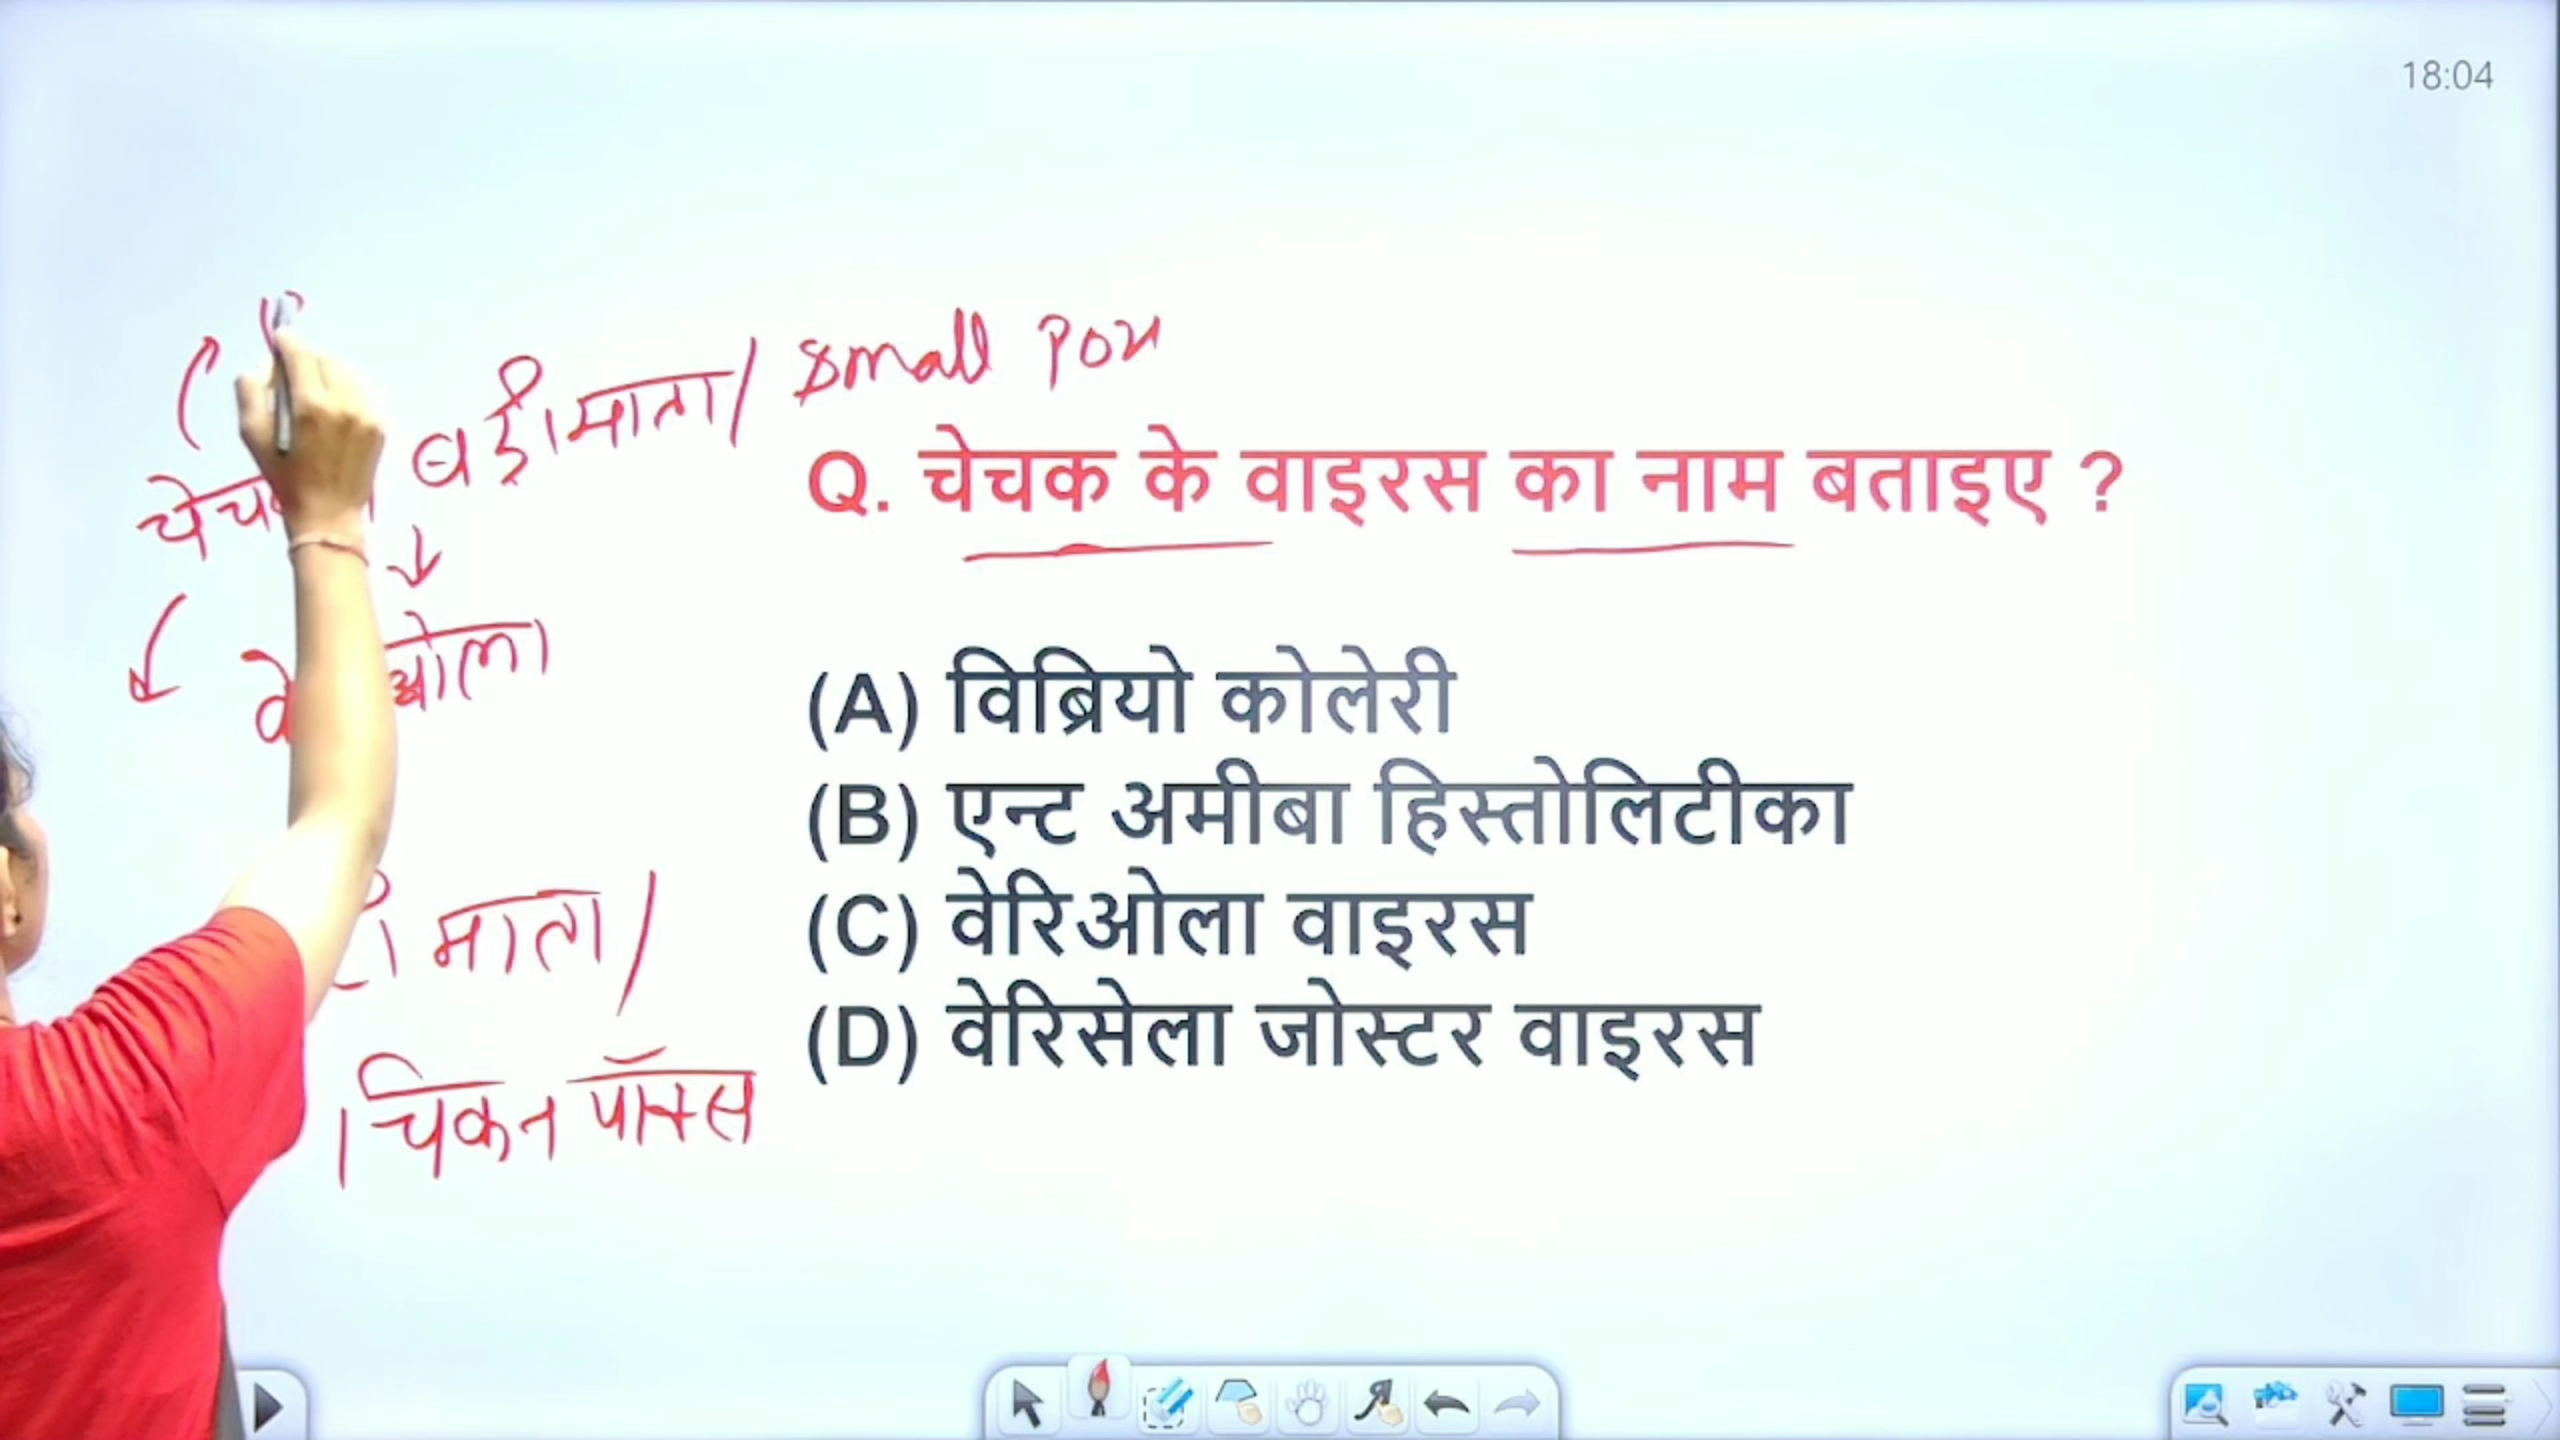 18:04
बड़ी माता/ Small Pox
Q. चेचक के वाइरस का नाम बताइए ?
(A) विब्रियो कोलेरी
(B) एन्ट अमीबा हिस्तोलिटीका
(C) वेरिओला वाइरस
(D) वेरिसेला जोस्टर वाइरस
माता/
चिकन पॉक्स